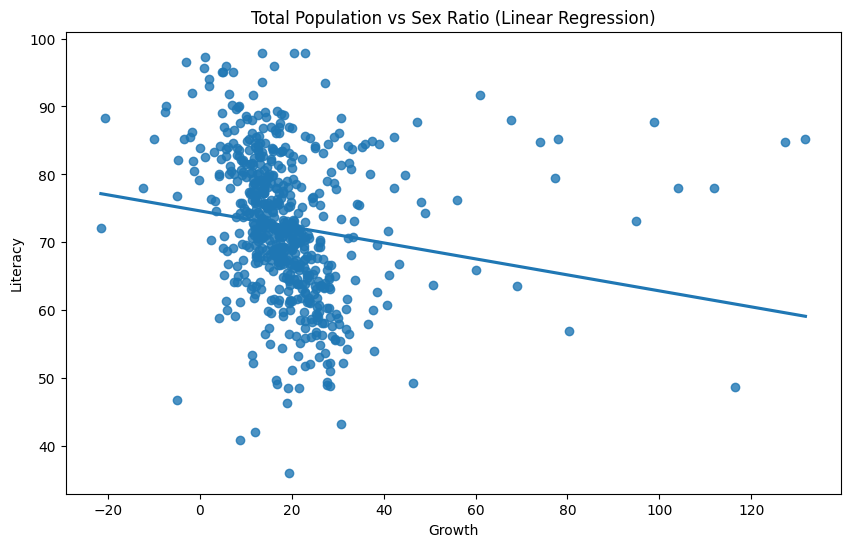 Total Population vs Sex Ratio (Linear Regression)
100
90
80
70
60
50
40
Literacy
−20 0 20 40 60 80 100 120
Growth